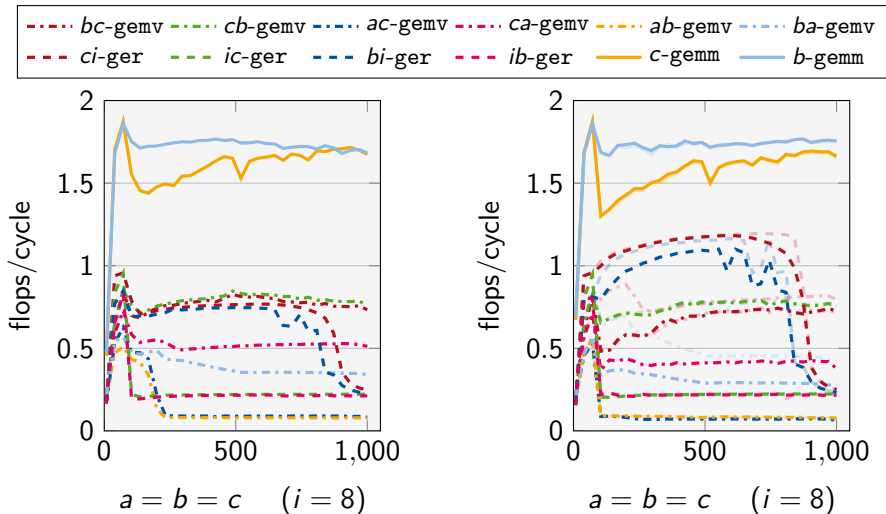 bc-gemv cb-gemv ac-gemv ca-gemv ab-gemv ba-gemv
ci-ger ic-ger bi-ger ib-ger c-gemm b-gemm
flops/cycle
2
1.5
1
0.5
0
0 500 1,000
a = b = c (i = 8)
flops/cycle
2
1.5
1
0.5
0
0 500 1,000
a = b = c (i = 8)